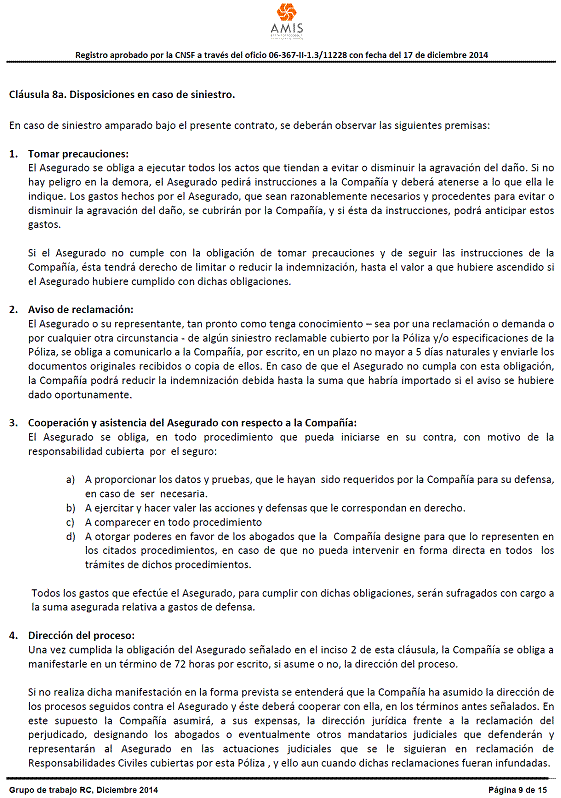 AMIS
Registro aprobado por la CNSF a través del oficio 06-367-II-1.3/11228 con fecha del 17 de diciembre 2014
Cláusula 8a. Disposiciones en caso de siniestro.
En caso de siniestro amparado bajo el presente contrato, se deberán observar las siguientes premisas:
1. Tomar precauciones:
El Asegurado se obliga a ejecutar todos los actos que tiendan a evitar o disminuir la agravación del daño. Si no
hay peligro en la demora, el Asegurado pedirá instrucciones a la Compañía y deberá atenerse a lo que ella le
indique. Los gastos hechos por el Asegurado, que sean razonablemente necesarios y procedentes para evitar o
disminuir la agravación del daño, se cubrirán por la Compañía, y si ésta da instrucciones, podrá anticipar estos
gastos.
Si el Asegurado no cumple con la obligación de tomar precauciones y de seguir las instrucciones de la
Compañía, ésta tendrá derecho de limitar o reducir la indemnización, hasta el valor a que hubiere ascendido si
el Asegurado hubiere cumplido con dichas obligaciones.
2. Aviso de reclamación:
El Asegurado o su representante, tan pronto como tenga conocimiento – sea por una reclamación o demanda o
por cualquier otra circunstancia - de algún siniestro reclamable cubierto por la Póliza y/o especificaciones de la
Póliza, se obliga a comunicarlo a la Compañía, por escrito, en un plazo no mayor a 5 días naturales y enviarle los
documentos originales recibidos o copia de ellos. En caso de que el Asegurado no cumpla con esta obligación,
la Compañía podrá reducir la indemnización debida hasta la suma que habría importado si el aviso se hubiere
dado oportunamente.
3. Cooperación y asistencia del Asegurado con respecto a la Compañía:
El Asegurado se obliga, en todo procedimiento que pueda iniciarse en su contra, con motivo de la
responsabilidad cubierta por el seguro:
a) A proporcionar los datos y pruebas, que le hayan sido requeridos por la Compañía para su defensa,
en caso de ser necesaria.
b) A ejercitar y hacer valer las acciones y defensas que le correspondan en derecho.
c) A comparecer en todo procedimiento
d) A otorgar poderes en favor de los abogados que la Compañía designe para que lo representen en
los citados procedimientos, en caso de que no pueda intervenir en forma directa en todos los
trámites de dichos procedimientos.
Todos los gastos que efectúe el Asegurado, para cumplir con dichas obligaciones, serán sufragados con cargo a
la suma asegurada relativa a gastos de defensa.
4. Dirección del proceso:
Una vez cumplida la obligación del Asegurado señalado en el inciso 2 de esta cláusula, la Compañía se obliga a
manifestarle en un término de 72 horas por escrito, si asume o no, la dirección del proceso.
Si no realiza dicha manifestación en la forma prevista se entenderá que la Compañía ha asumido la dirección de
los procesos seguidos contra el Asegurado y éste deberá cooperar con ella, en los términos antes señalados. En
este supuesto la Compañía asumirá, a sus expensas, la dirección jurídica frente a la reclamación del
perjudicado, designando los abogados o eventualmente otros mandatarios judiciales que defenderán y
representarán al Asegurado en las actuaciones judiciales que se le siguieran en reclamación de
Responsabilidades Civiles cubiertas por esta Póliza , y ello aun cuando dichas reclamaciones fueran infundadas.
Grupo de trabajo RC, Diciembre 2014 Página 9 de 15